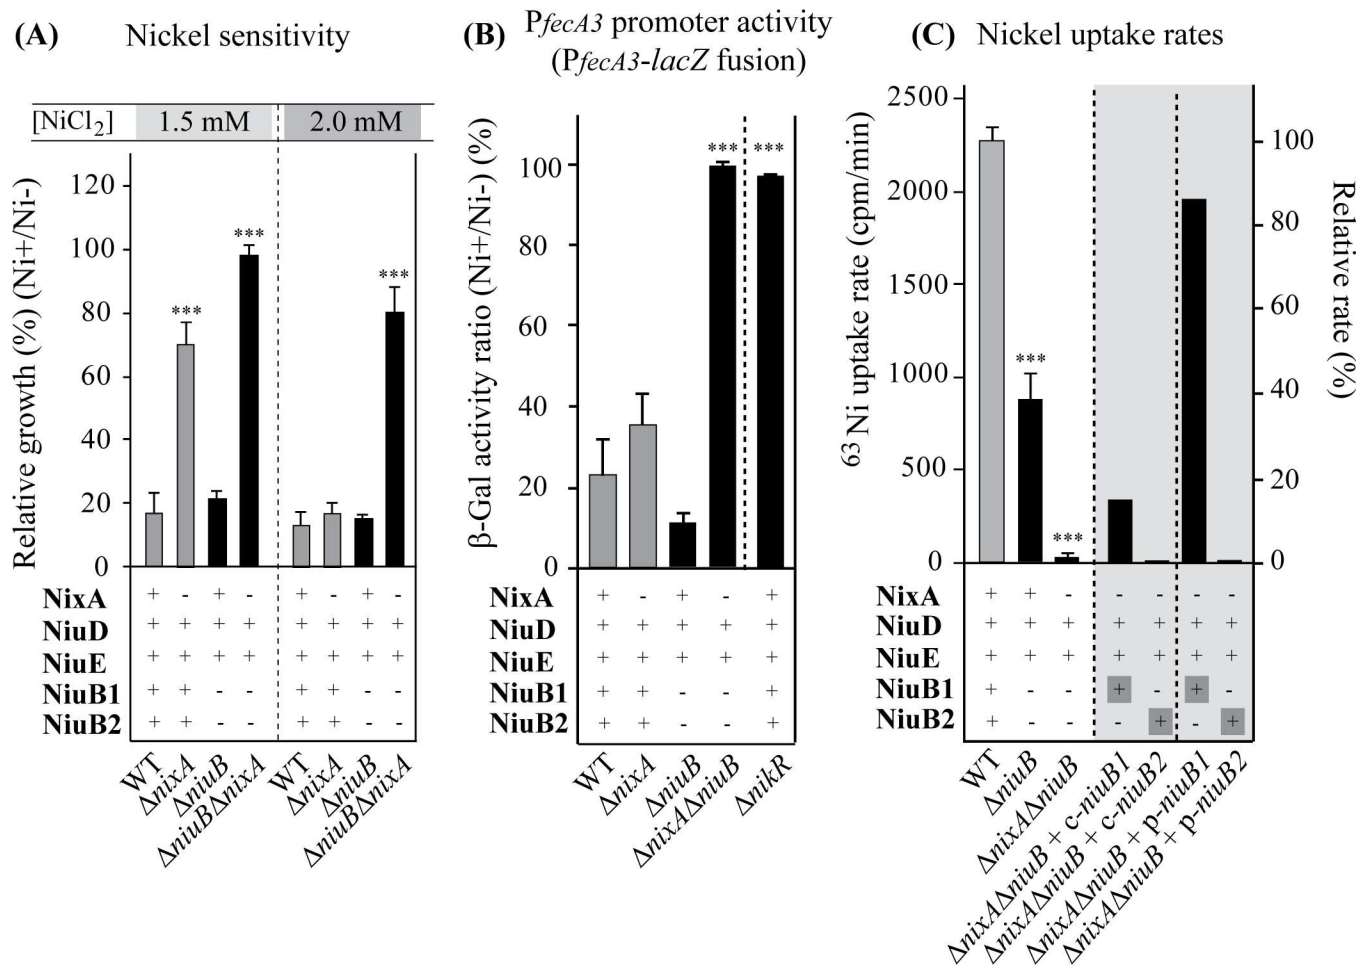 (A) Nickel sensitivity
[NiCl2] 1.5 mM 2.0 mM
Relative growth (%) (Ni+/Ni-)
120
100
80
60
40
20
0
*** *** ***
NixA + - + - + - + -
NiuD + + + + + + + +
NiuE + + + + + + + +
NiuB1 + + - - + + - -
NiuB2 + + - - + + - -
WT
ΔnixA
ΔniuB
ΔniuBΔnixA
WT
ΔnixA
ΔniuB
ΔniuBΔnixA
(B) PfecA3 promoter activity
(PfecA3-lacZ fusion)
β-Gal activity ratio (Ni+/Ni-) (%)
100
80
60
40
20
0
*** ***
NixA + - + - +
NiuD + + + + +
NiuE + + + + +
NiuB1 + + - - +
NiuB2 + + - - +
WT
ΔnixA
ΔniuB
ΔnixAΔniuB
ΔnikR
(C) Nickel uptake rates
63Ni uptake rate (cpm/min)
2500
2000
1500
1000
500
0
*** ***
Relative rate (%)
100
80
60
40
20
0
NixA + + - - - - -
NiuD + + + + + + +
NiuE + + + + + + +
NiuB1 + - - + - + -
NiuB2 + - - - + - +
WT
ΔniuB
ΔnixAΔniuB
ΔnixAΔniuB + c-niuB1
ΔnixAΔniuB + c-niuB2
ΔnixAΔniuB + p-niuB1
ΔnixAΔniuB + p-niuB2